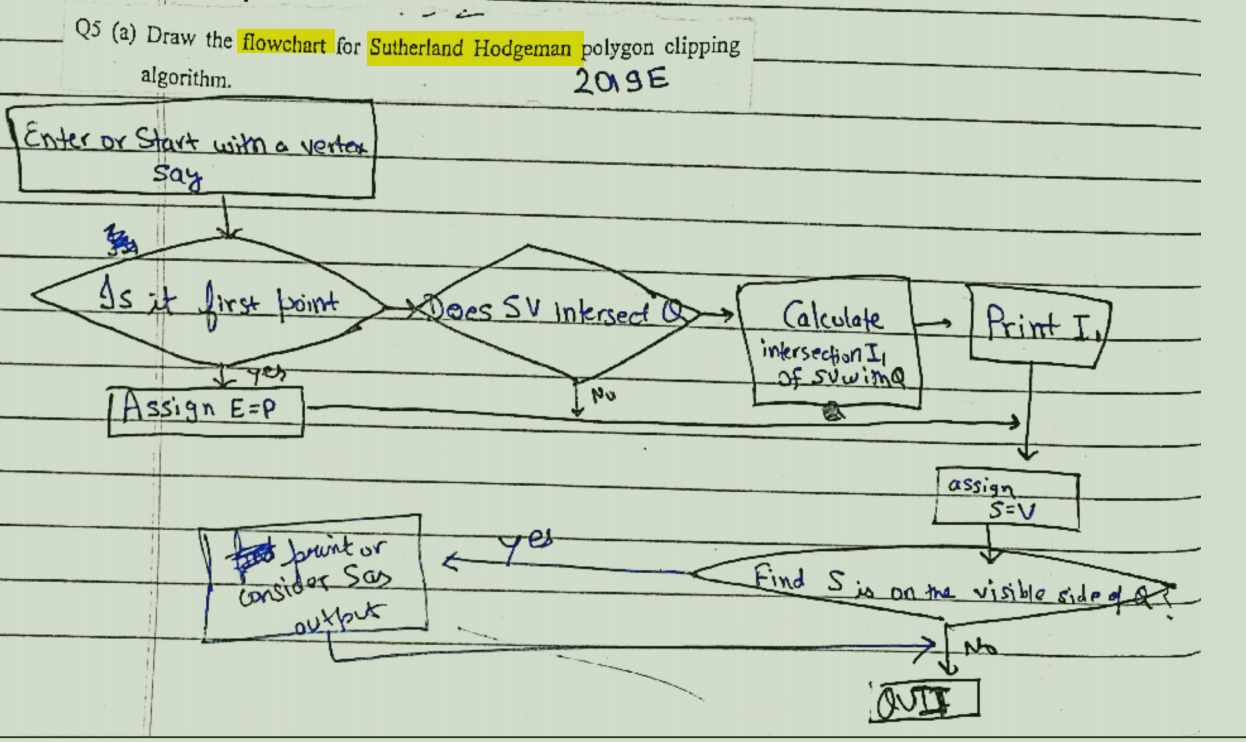 Q5 (a) Draw the flowchart for Sutherland Hodgeman polygon clipping
algorithm.
2019E
Enter or Start with a vertex
say
Is it first point
Does SV intersect Q
Calculate
intersection I1
of SV with Q
Print I1
yes
No
Assign E=P
assign
S=V
yes
print or
consider S as
output
Find S is on the visible side of Q?
No
QUIT